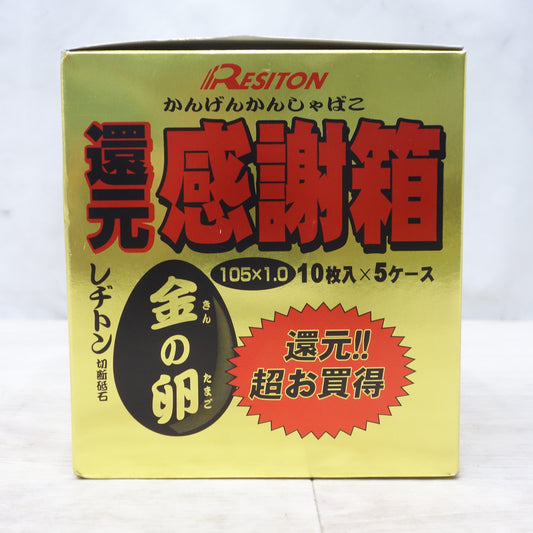 RESITON
かんげんかんしゃばこ
還元
感謝箱
105×1.0 10枚入×5ケース
レヂトン
切断砥石
金の卵
きん
たまご
還元!!
超お買得